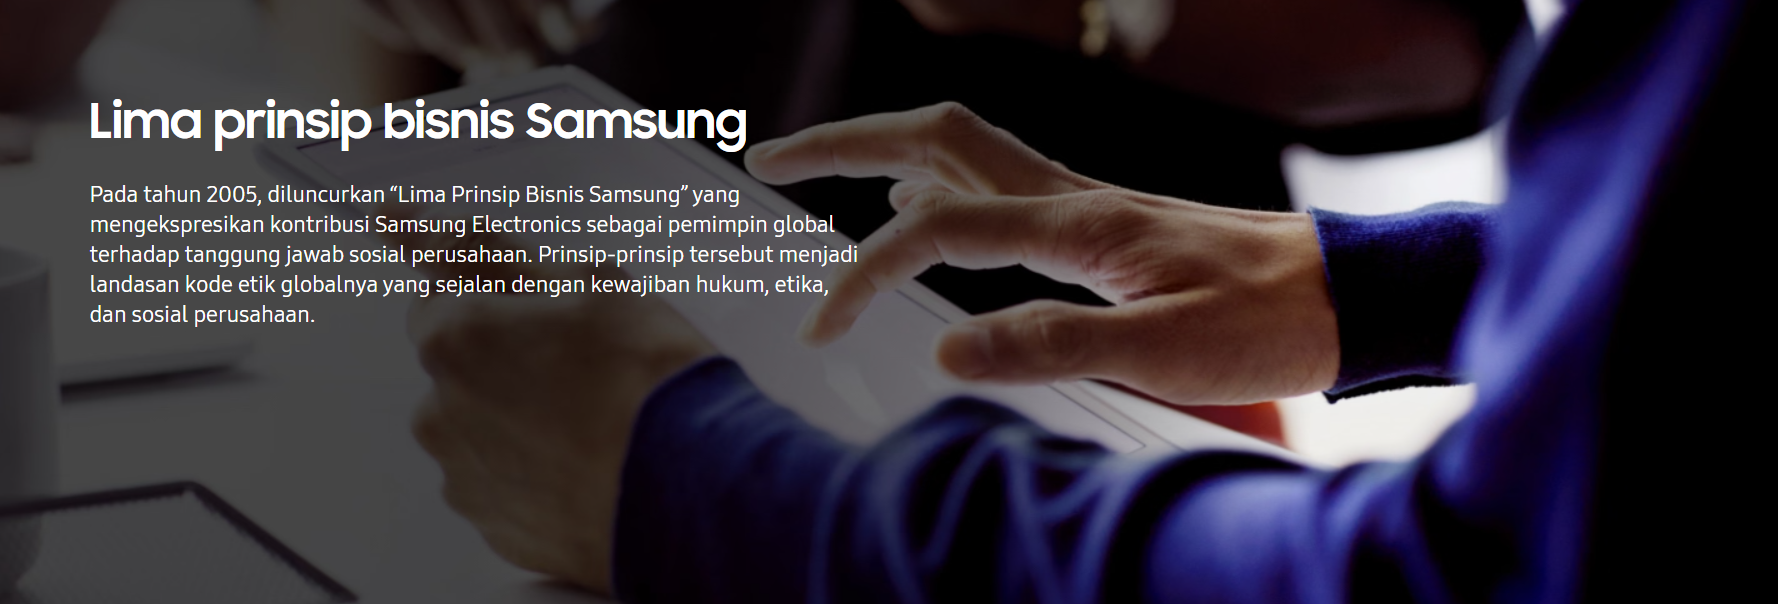 Lima prinsip bisnis Samsung
Pada tahun 2005, diluncurkan “Lima Prinsip Bisnis Samsung” yang
mengekspresikan kontribusi Samsung Electronics sebagai pemimpin global
terhadap tanggung jawab sosial perusahaan. Prinsip-prinsip tersebut menjadi
landasan kode etik globalnya yang sejalan dengan kewajiban hukum, etika,
dan sosial perusahaan.